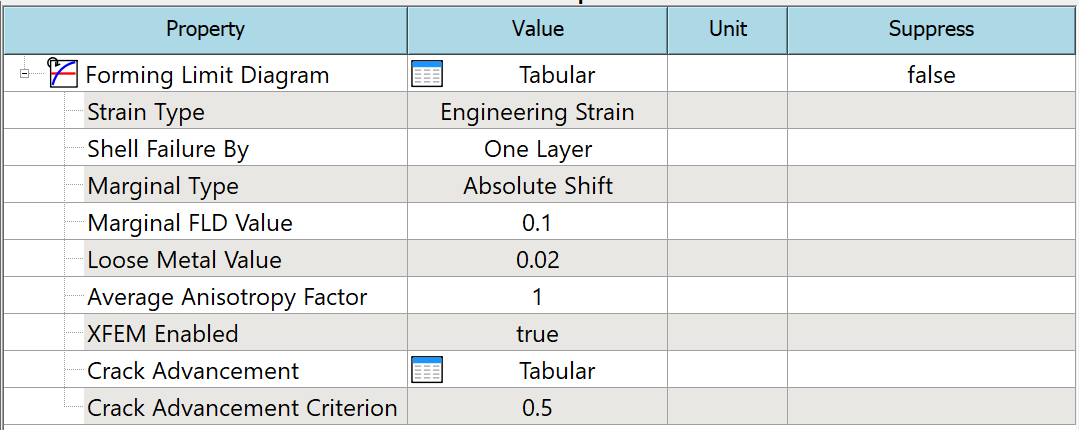 Property Value Unit Suppress
Forming Limit Diagram Tabular false
Strain Type Engineering Strain
Shell Failure By One Layer
Marginal Type Absolute Shift
Marginal FLD Value 0.1
Loose Metal Value 0.02
Average Anisotropy Factor 1
XFEM Enabled true
Crack Advancement Tabular
Crack Advancement Criterion 0.5